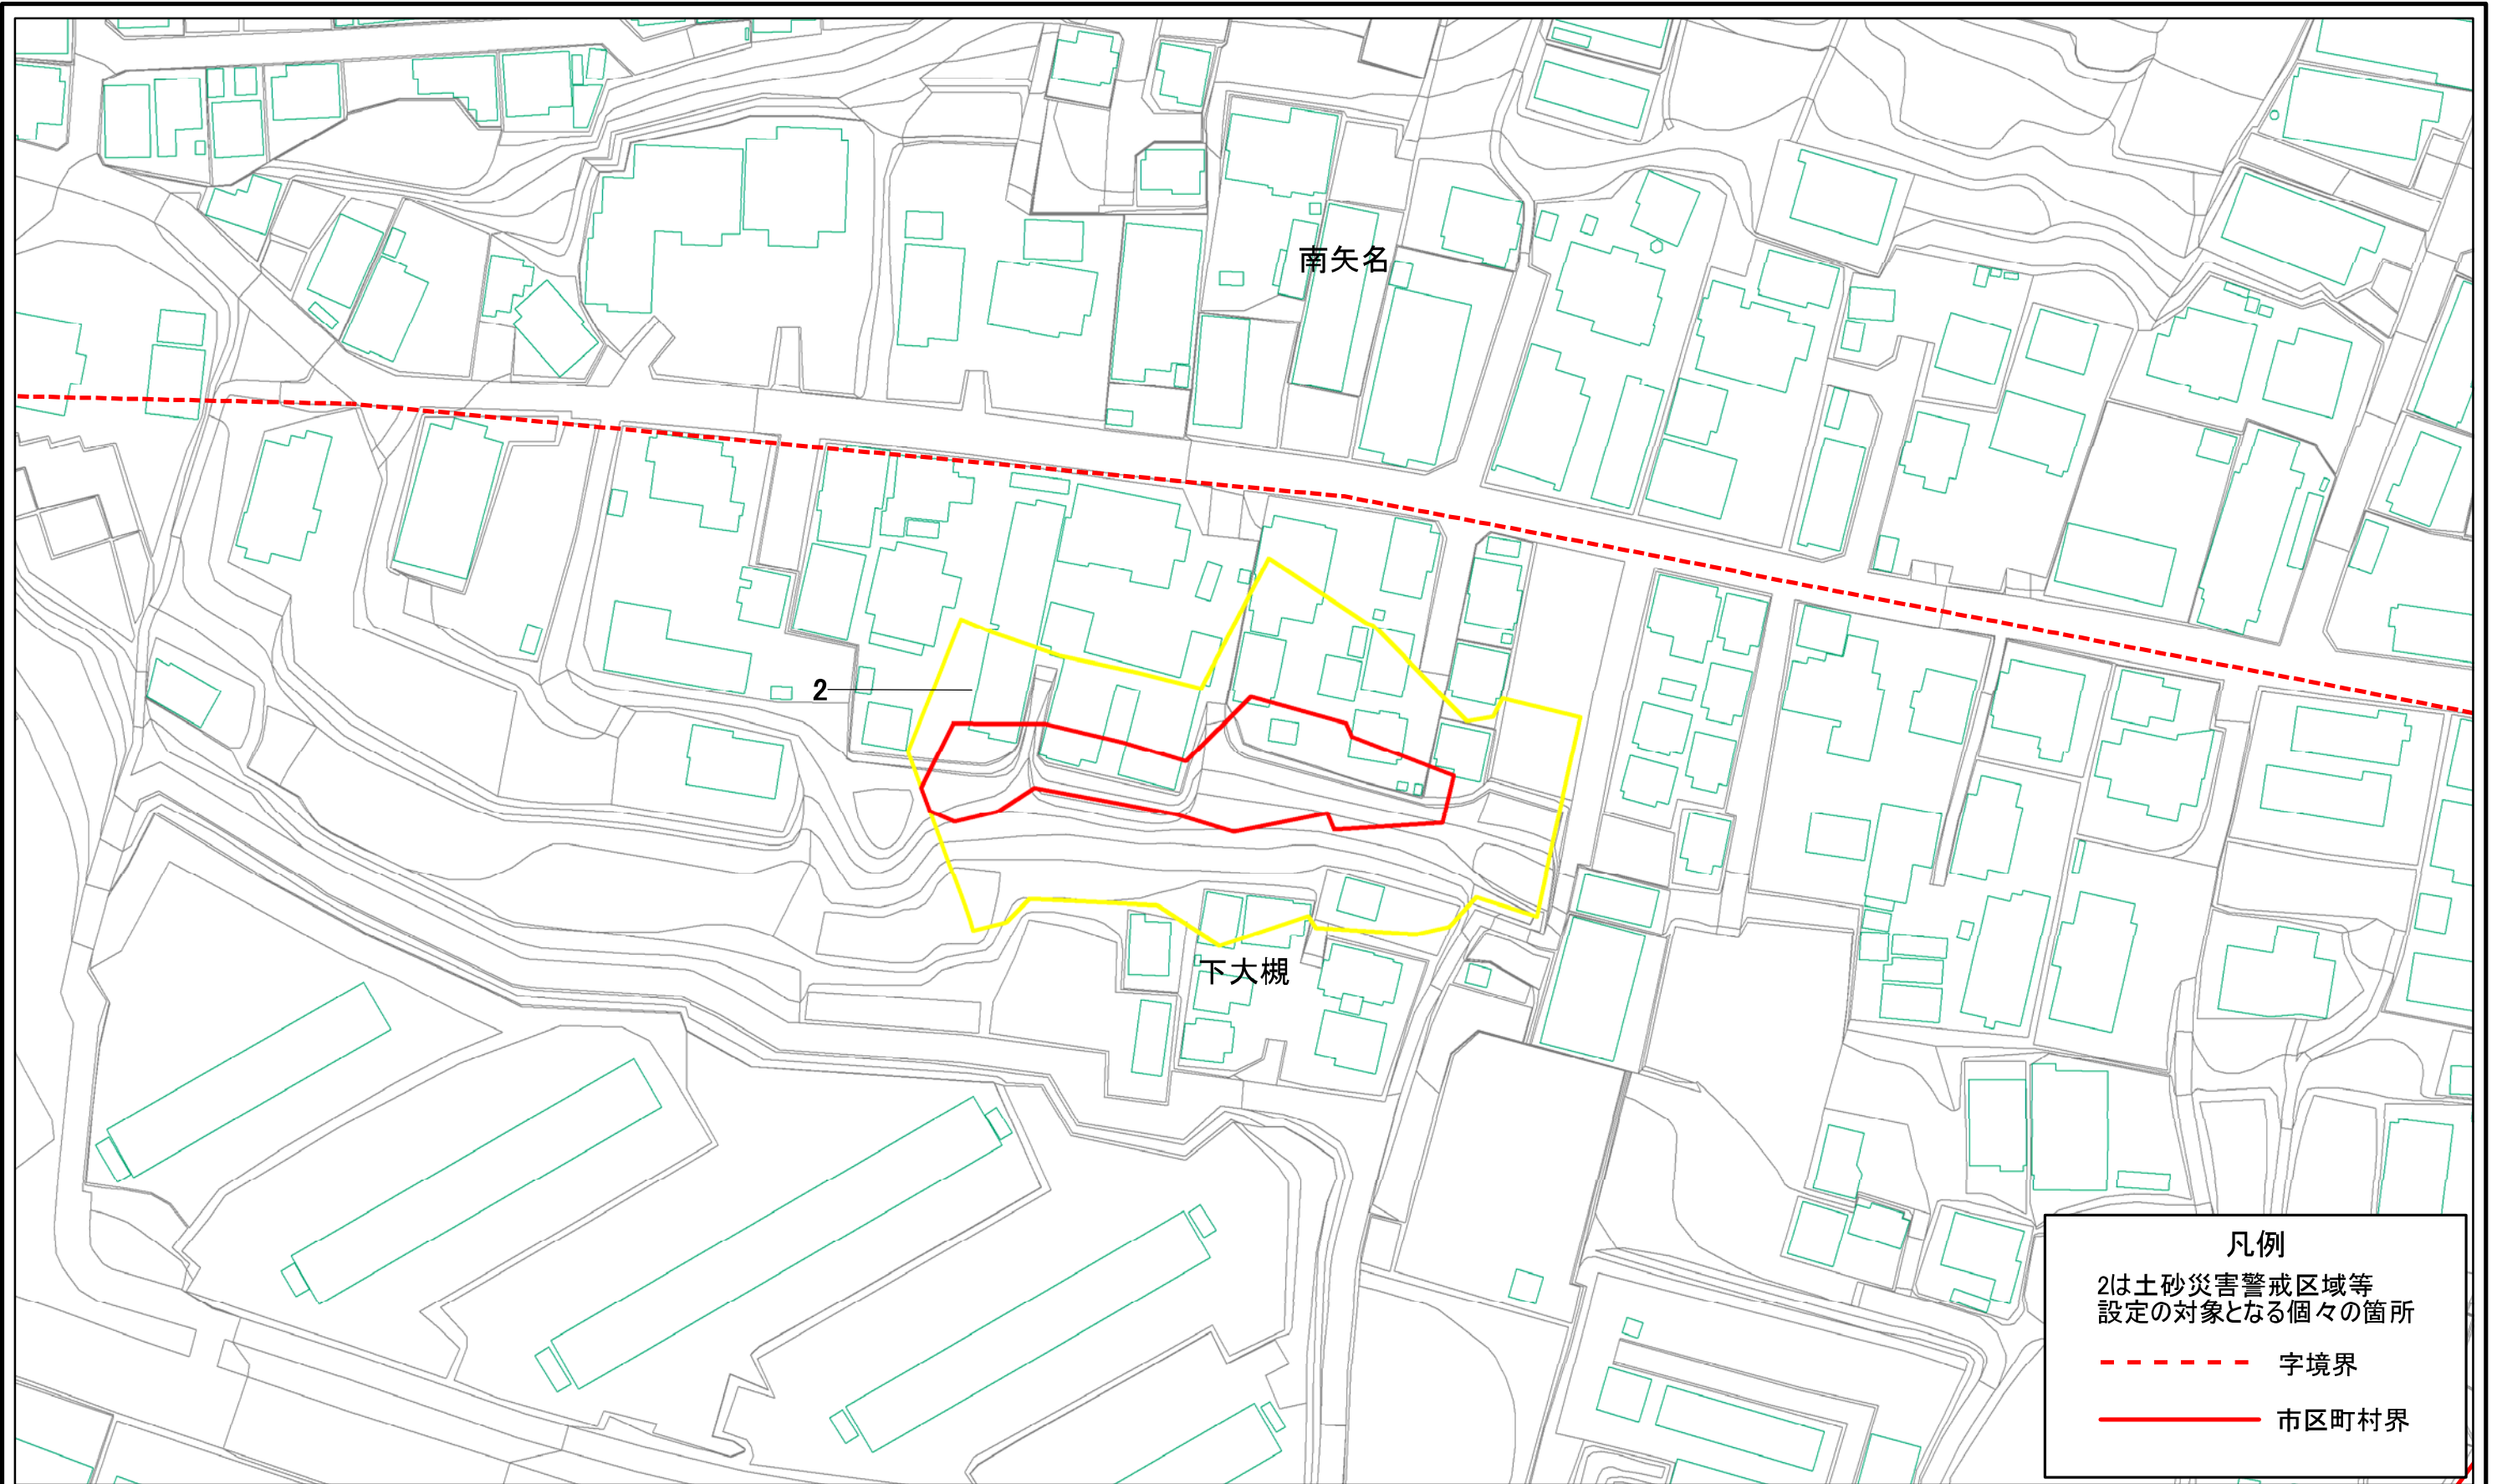 南矢名
2
下大槻
凡例
2は土砂災害警戒区域等
設定の対象となる個々の箇所
字境界
市区町村界